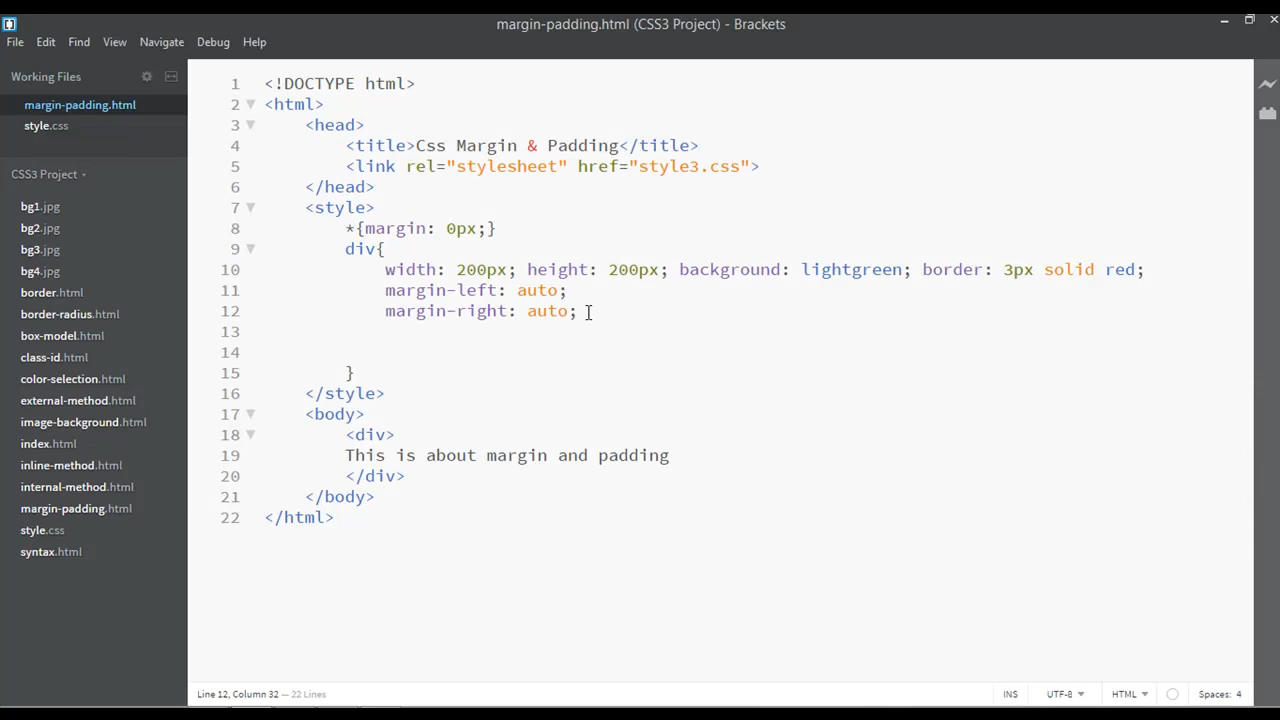 margin-padding.html (CSS3 Project) - Brackets
File Edit Find View Navigate Debug Help
Working Files
margin-padding.html
style.css
CSS3 Project
bg1.jpg
bg2.jpg
bg3.jpg
bg4.jpg
border.html
border-radius.html
box-model.html
class-id.html
color-selection.html
external-method.html
image-background.html
index.html
inline-method.html
internal-method.html
margin-padding.html
style.css
syntax.html
1 <!DOCTYPE html>
2 <html>
3 <head>
4 <title>Css Margin & Padding</title>
5 <link rel="stylesheet" href="style3.css">
6 </head>
7 <style>
8 *{margin: 0px;}
9 div{
10 width: 200px; height: 200px; background: lightgreen; border: 3px solid red;
11 margin-left: auto;
12 margin-right: auto;
13
14
15 }
16 </style>
17 <body>
18 <div>
19 This is about margin and padding
20 </div>
21 </body>
22 </html>
Line 12, Column 32 — 22 Lines
INS UTF-8 HTML Spaces: 4